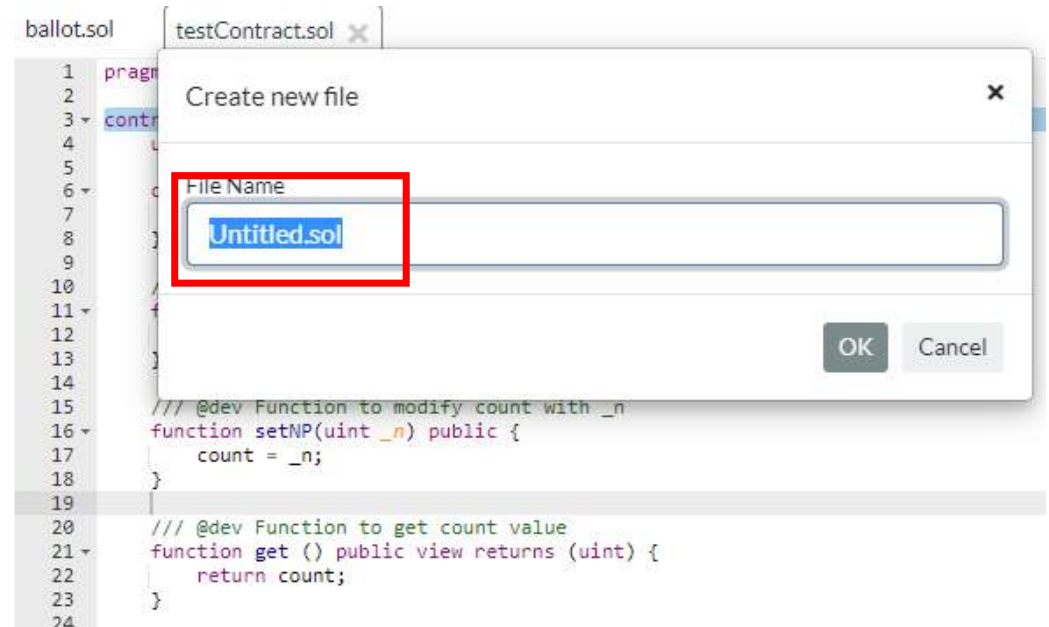 ballot.sol
testContract.sol ×
Create new file ×
File Name
Untitled.sol
OK Cancel
1 pragm
2
3 contr
4
5
6
7
8 }
9
10
11
12
13 }
14
15 /// @dev Function to modify count with _n
16 function setNP(uint _n) public {
17 count = _n;
18 }
19
20 /// @dev Function to get count value
21 function get () public view returns (uint) {
22 return count;
23 }
24